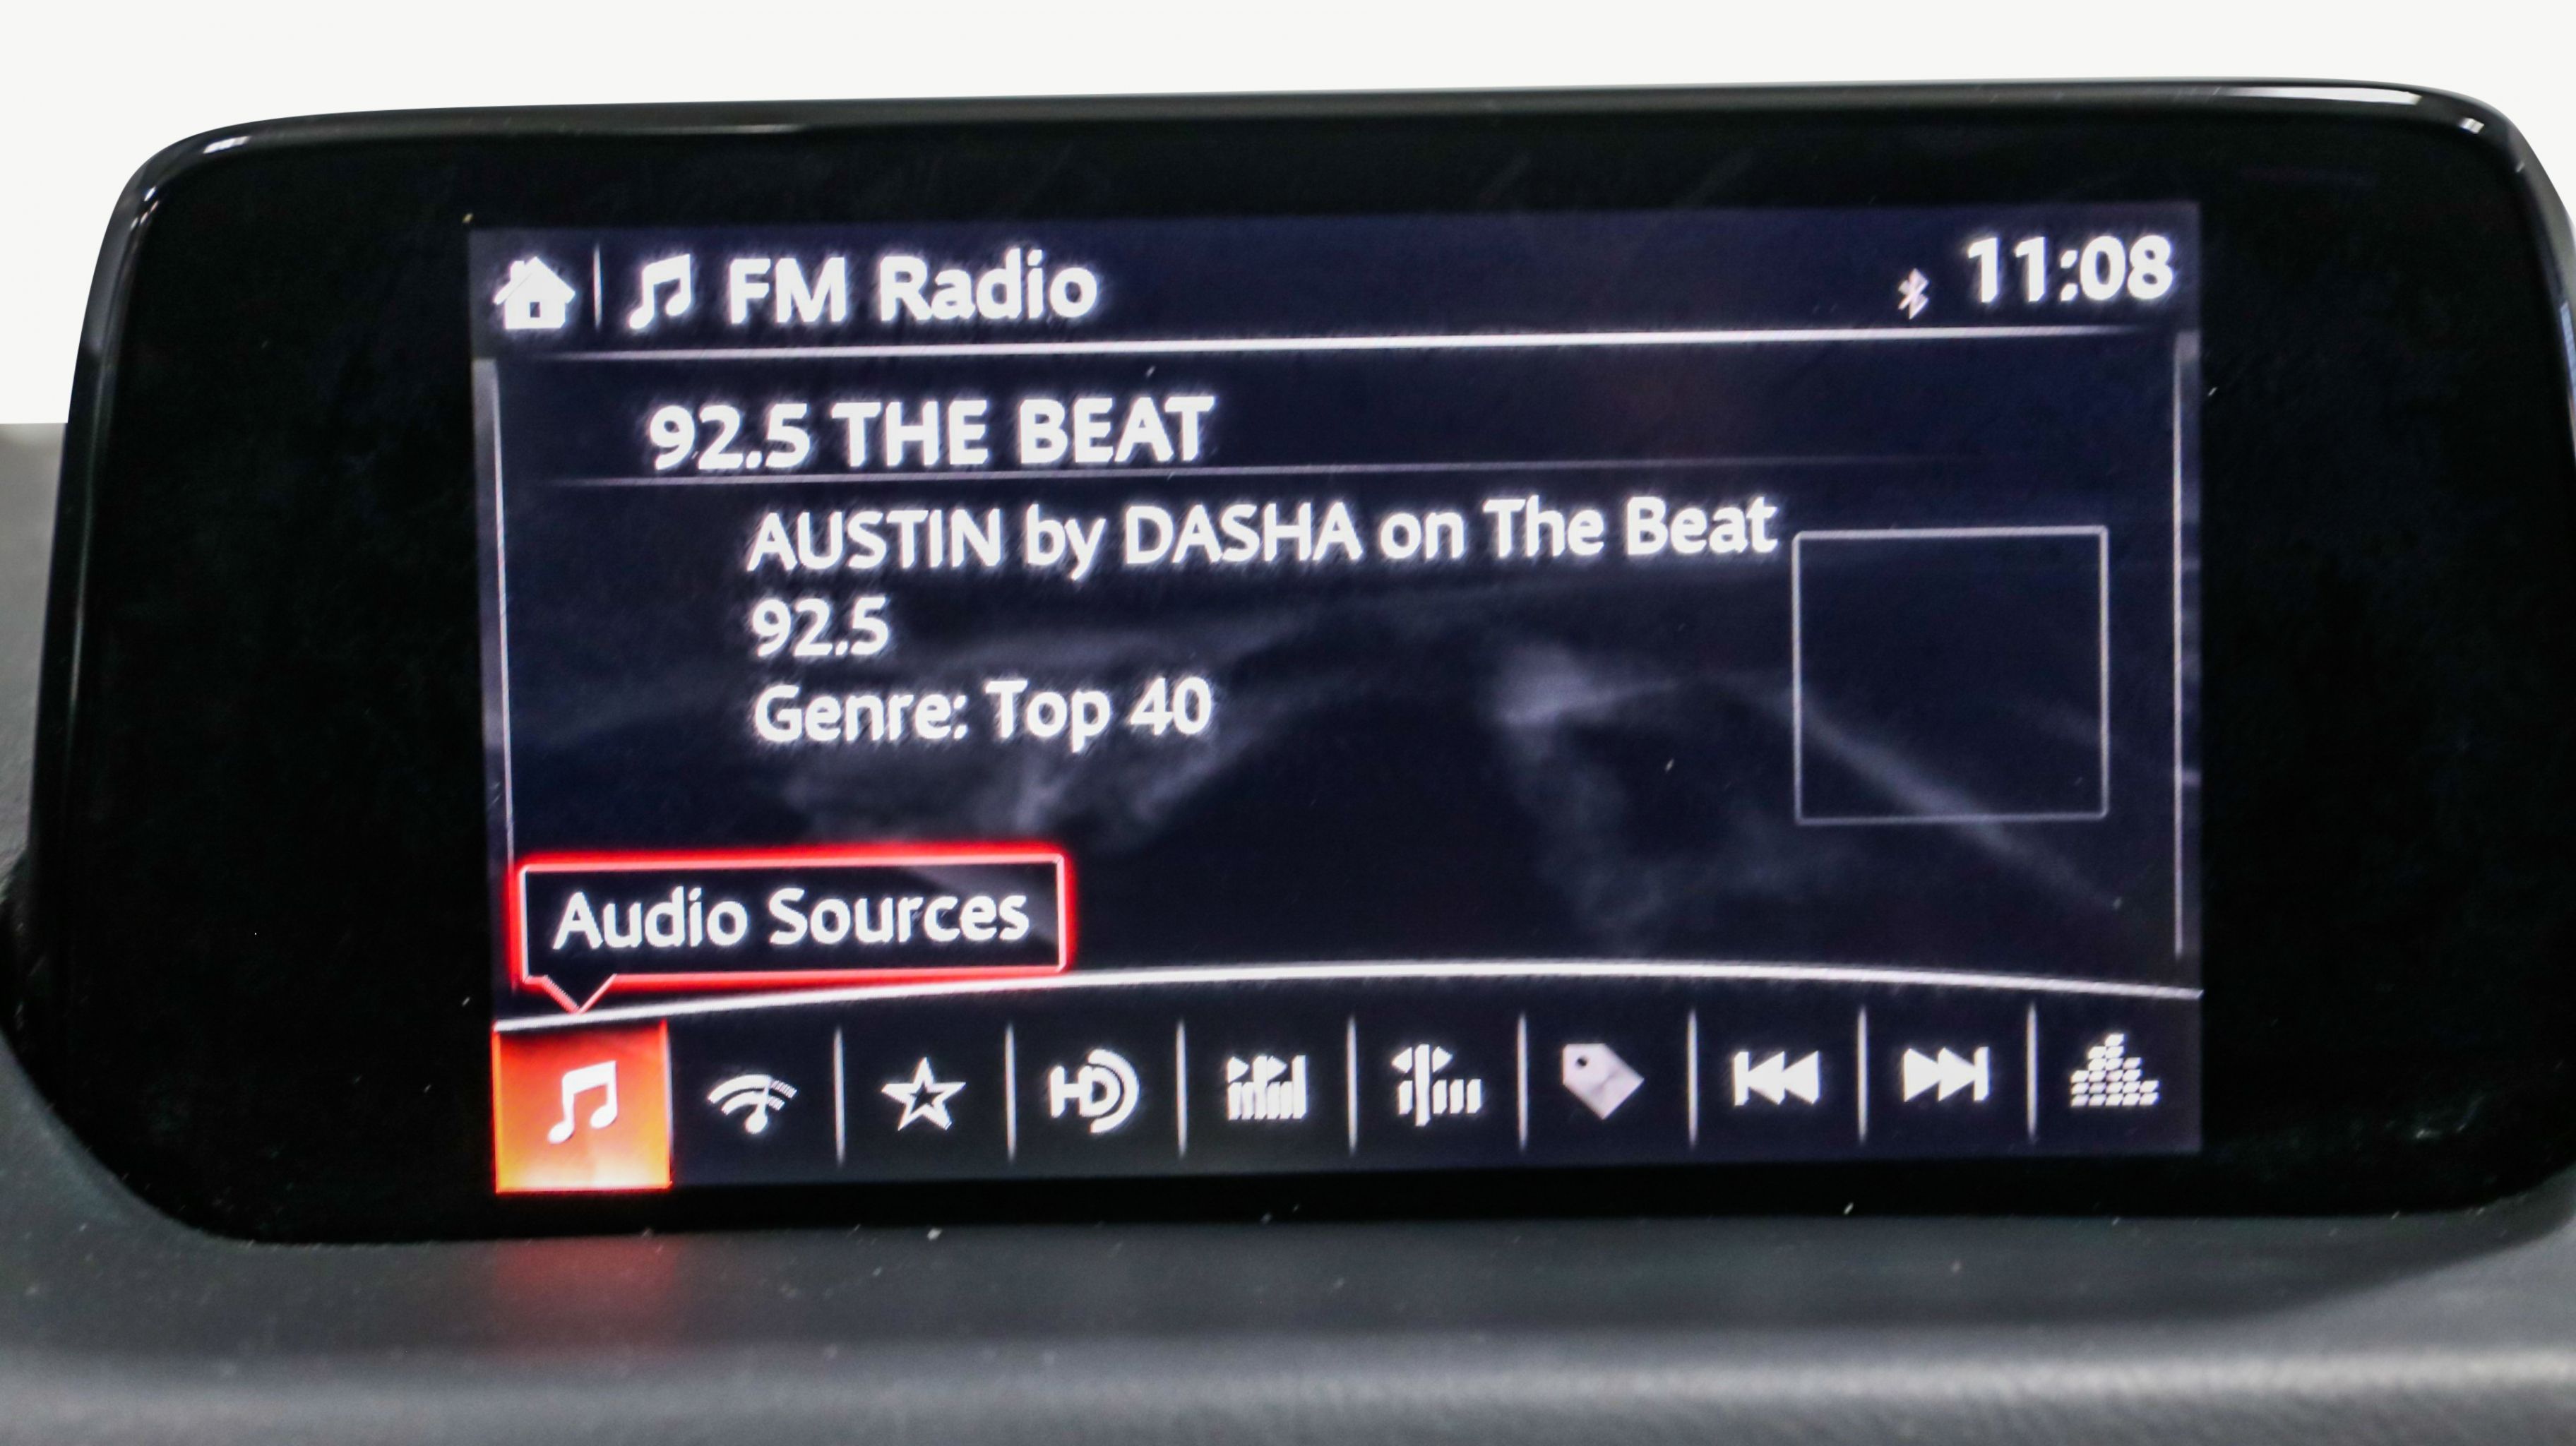 FM Radio
11:08
92.5 THE BEAT
AUSTIN by DASHA on The Beat
92.5
Genre: Top 40
Audio Sources
HD